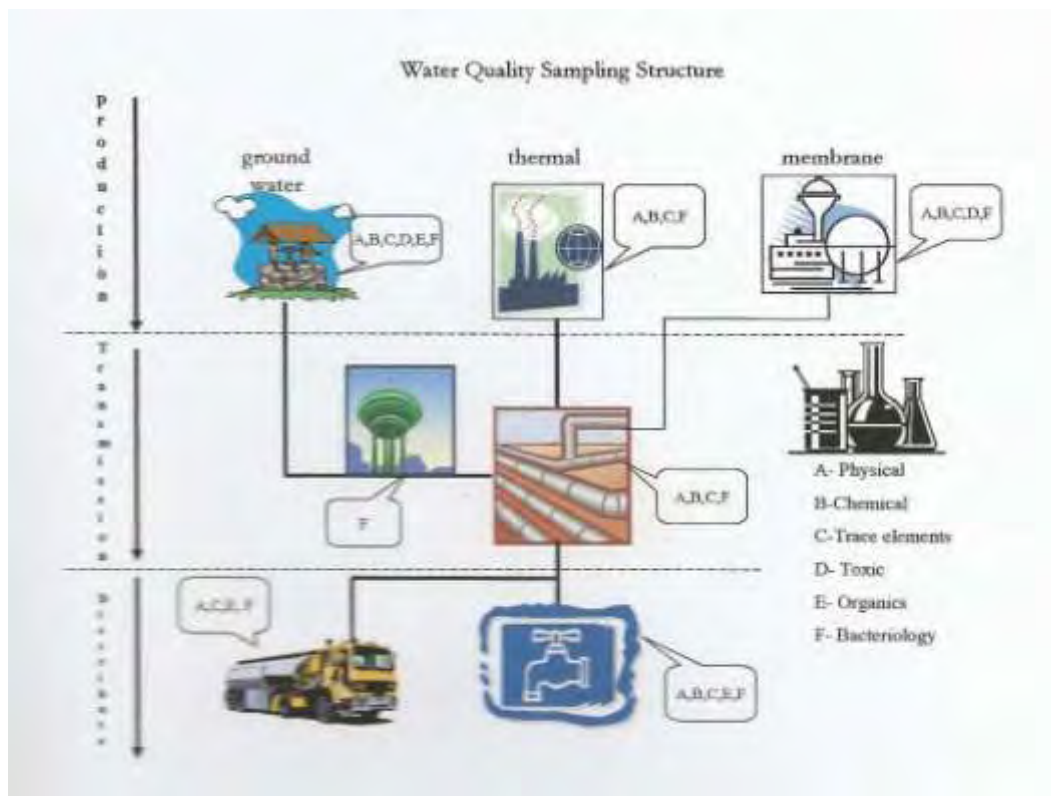 Water Quality Sampling Structure
Production
ground
water
thermal
membrane
A,B,C,D,E,F
A,B,C,F
A,B,C,D,F
Transmission
F
A,B,C,F
A- Physical
B-Chemical
C-Trace elements
D- Toxic
E- Organics
F- Bacteriology
A,C,E, F
A,B,C,E,F